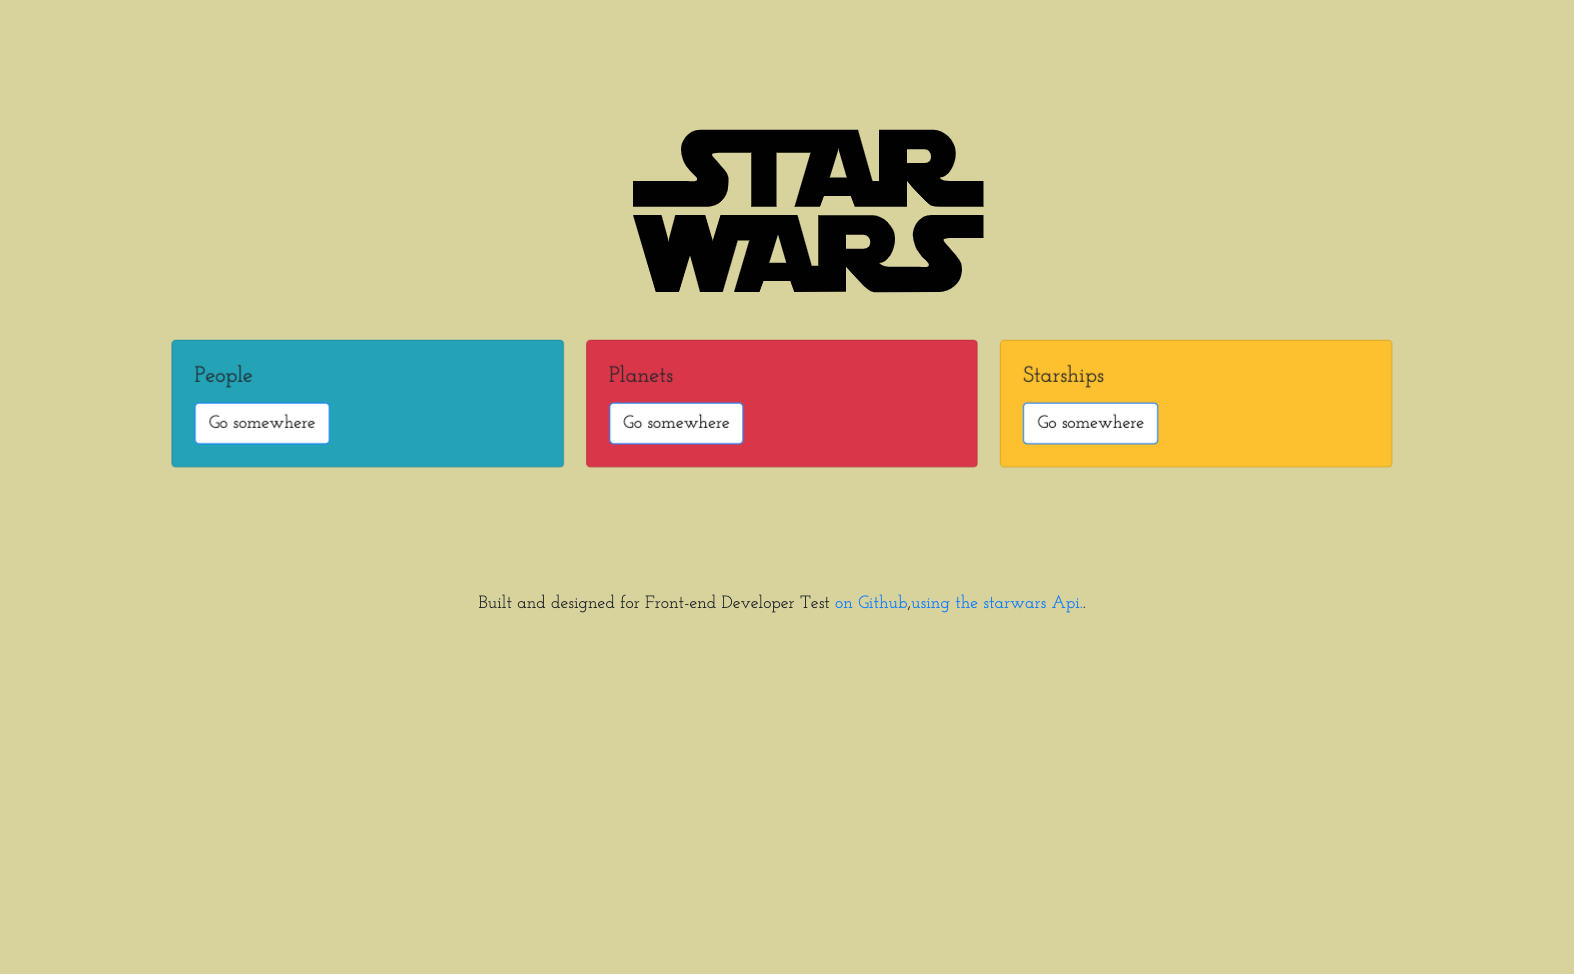 STAR
WARS
People
Go somewhere
Planets
Go somewhere
Starships
Go somewhere
Built and designed for Front-end Developer Test on Github,using the starwars Api..